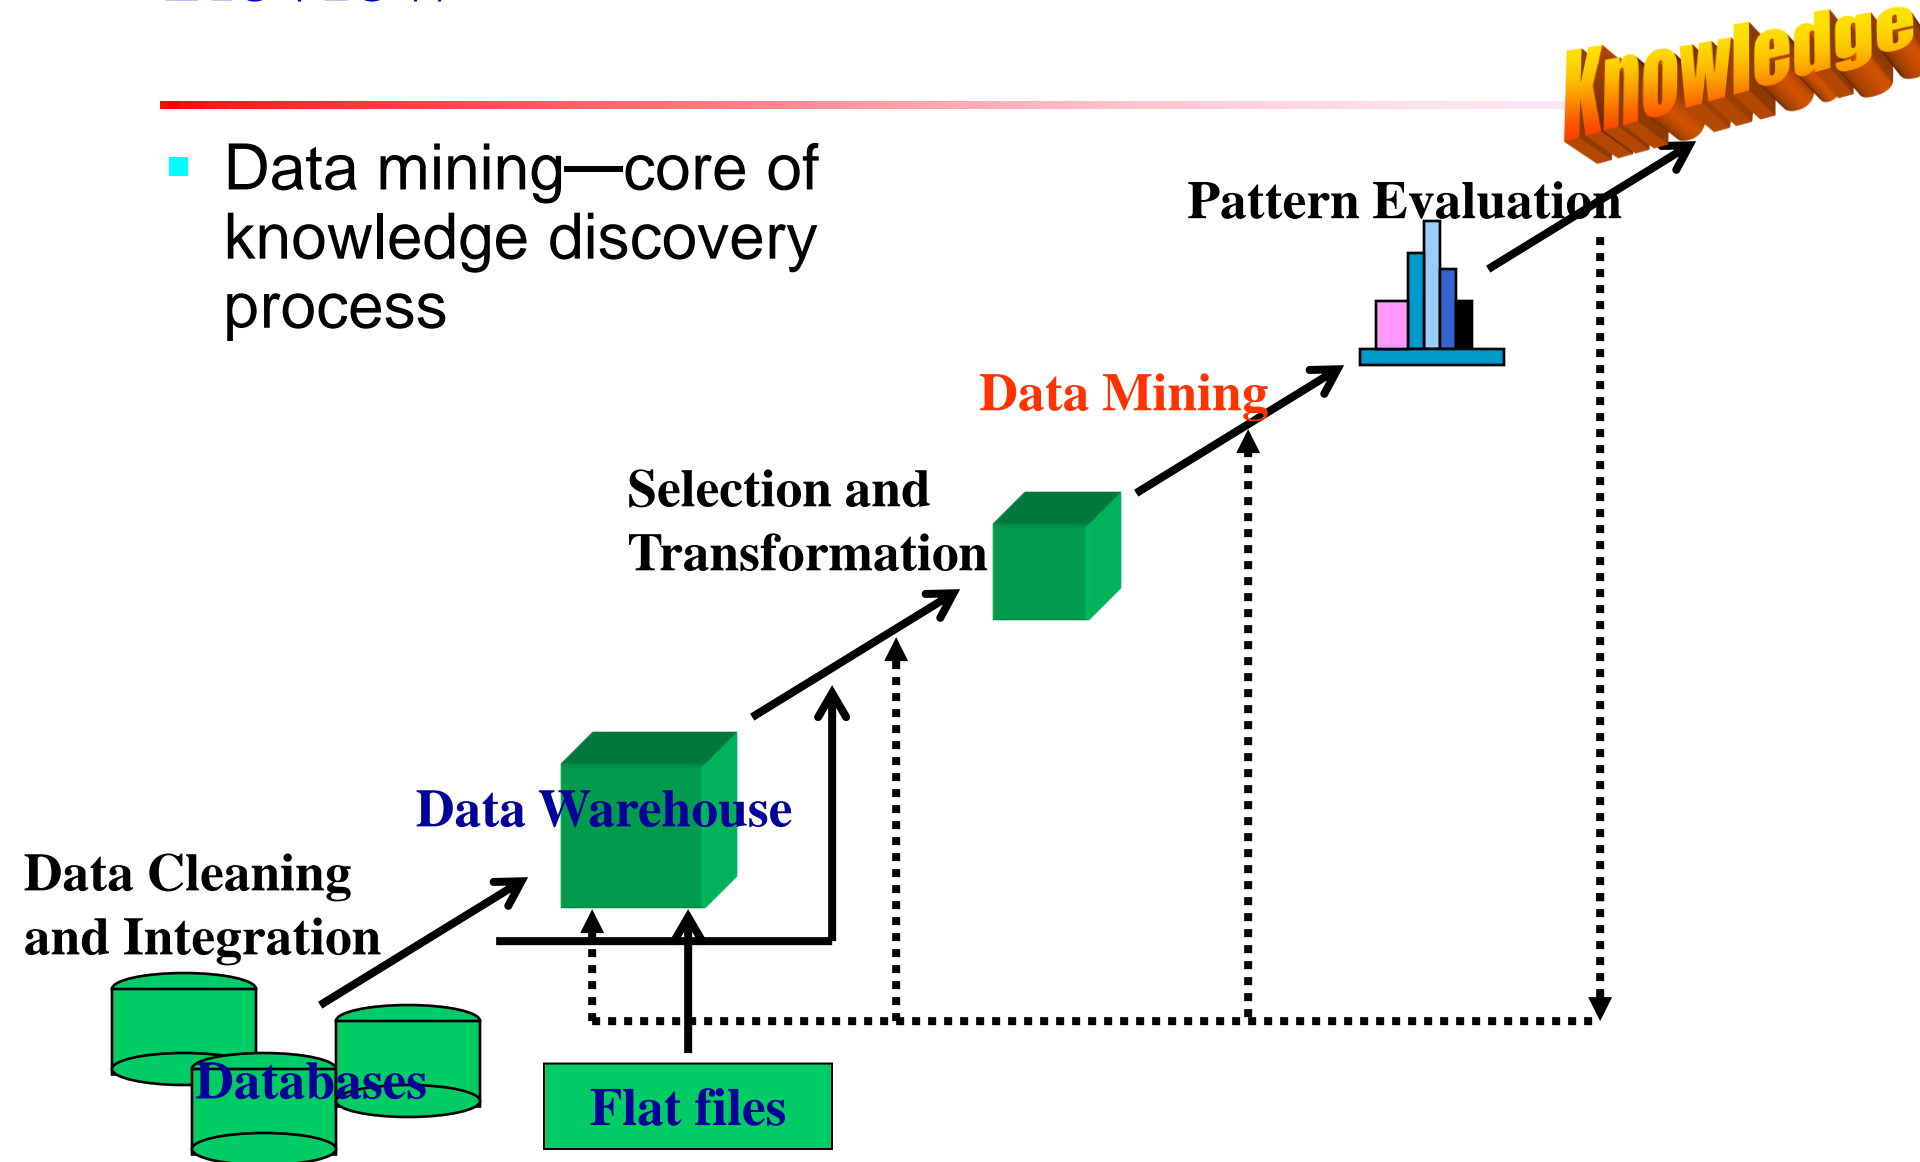 Knowledge
Data mining—core of
knowledge discovery
process
Pattern Evaluation
Data Mining
Selection and
Transformation
Data Warehouse
Data Cleaning
and Integration
Databases
Flat files